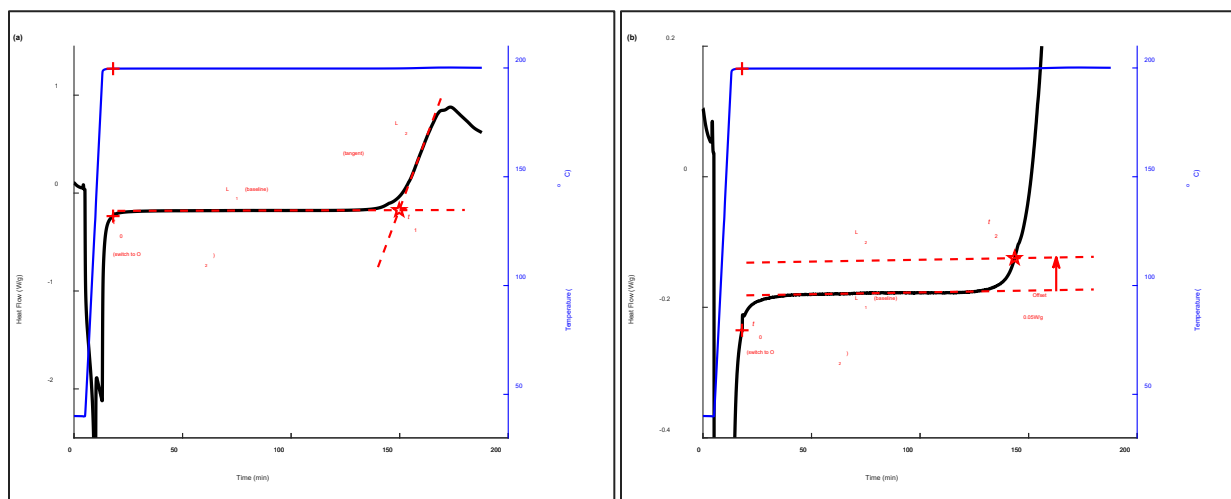 (a)
1
0
-1
-2
Heat Flow (W/g)
0
50
100
150
200
Time (min)
200
150
100
50
Temperature (
o
C)
L
2
(tangent)
L
1
(baseline)
t
1
0
(switch to O
2
)
(b)
0.2
0
-0.2
-0.4
Heat Flow (W/g)
0
50
100
150
200
Time (min)
200
150
100
50
Temperature (
o
C)
L
2
t
2
L
1
(baseline)
Offset
0.05W/g
t
0
(switch to O
2
)